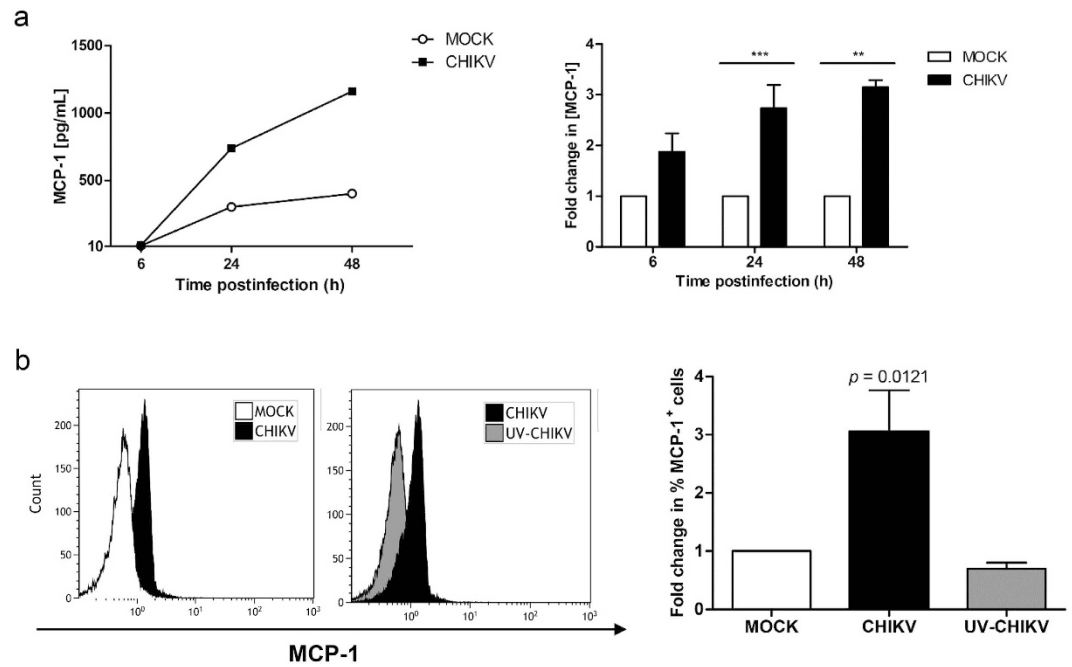 a
1500
1000
500
10
MCP-1 [pg/mL]
6 24 48
Time postinfection (h)
MOCK
CHIKV
4
3
2
1
0
Fold change in [MCP-1]
*** **
6 24 48
Time postinfection (h)
MOCK
CHIKV
b
200
150
100
50
0
Count
10⁰ 10¹ 10² 10³
MOCK
CHIKV
200
150
100
50
0
10⁰ 10¹ 10² 10³
CHIKV
UV-CHIKV
MCP-1
5
4
3
2
1
0
Fold change in % MCP-1⁺ cells
p = 0.0121
MOCK CHIKV UV-CHIKV